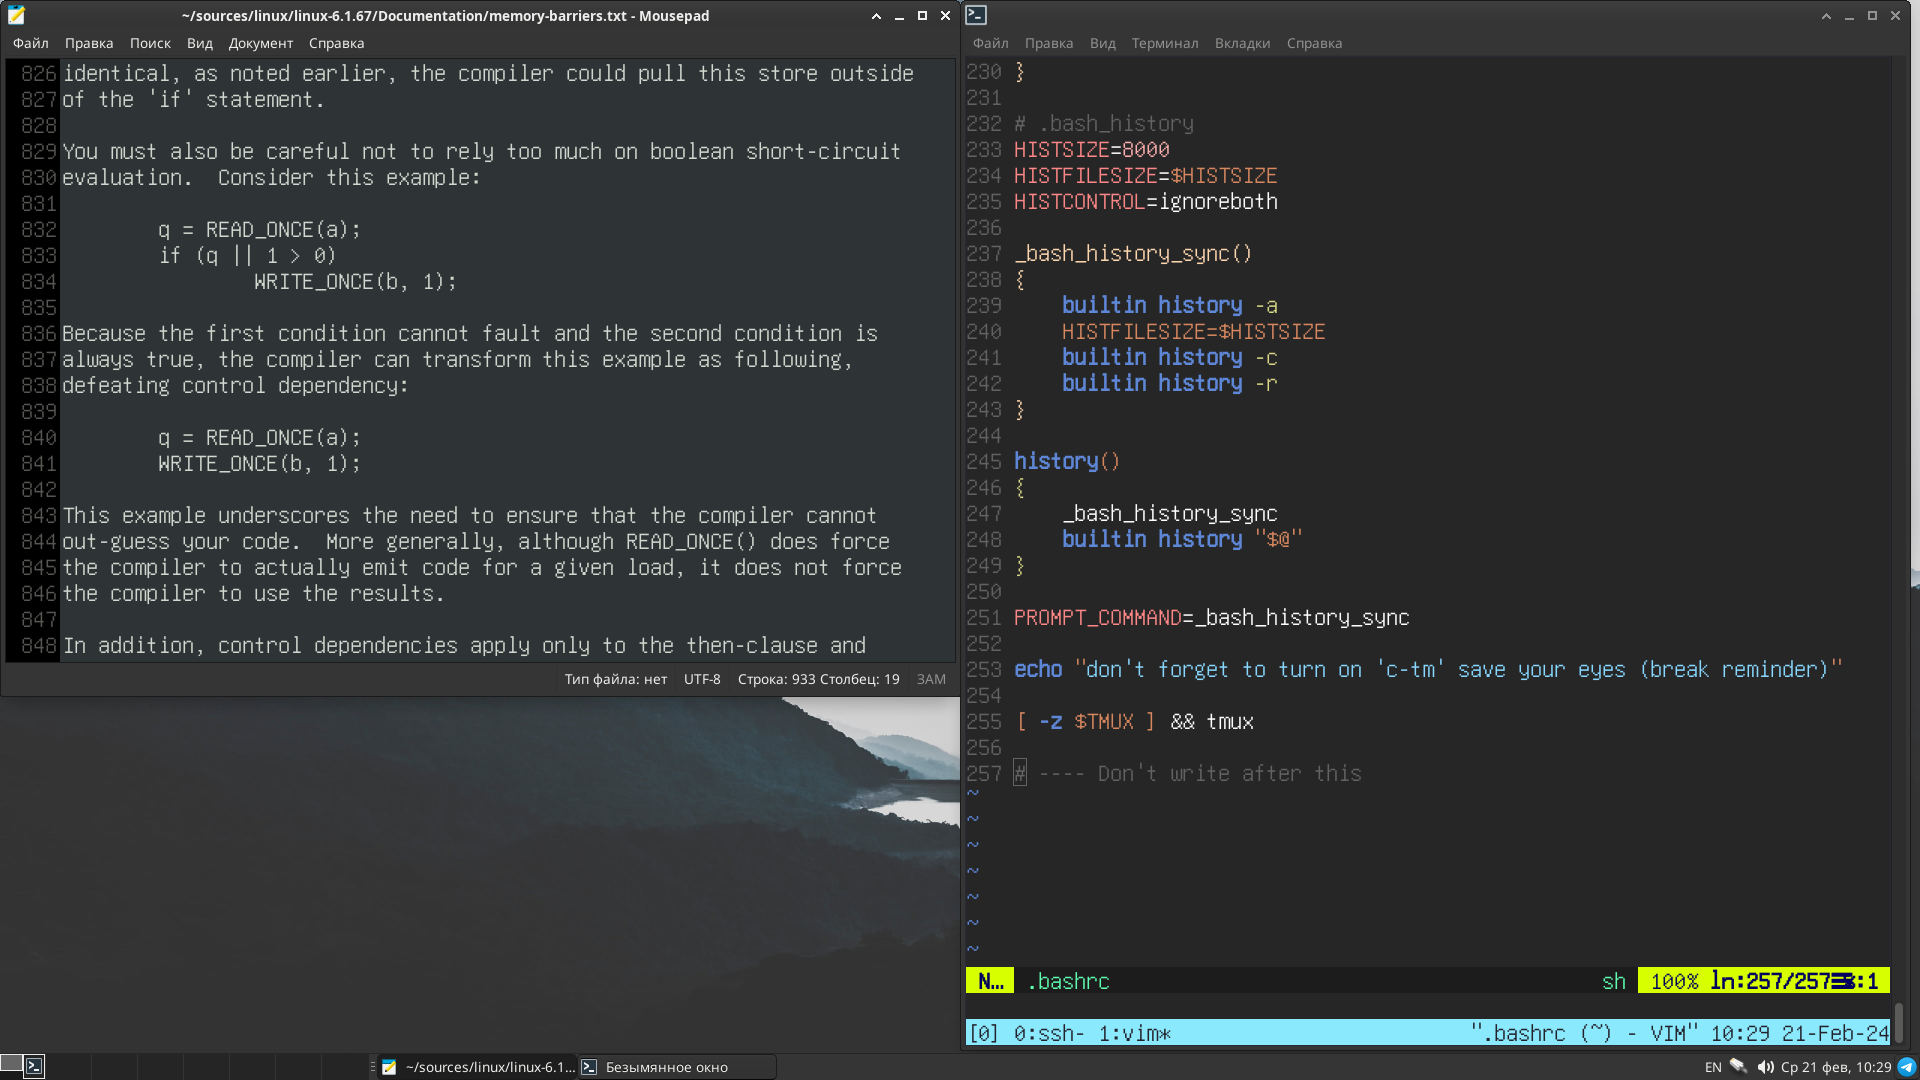 ~/sources/linux/linux-6.1.67/Documentation/memory-barriers.txt - Mousepad
Файл Правка Поиск Вид Документ Справка
826 identical, as noted earlier, the compiler could pull this store outside
827 of the 'if' statement.
828
829 You must also be careful not to rely too much on boolean short-circuit
830 evaluation.  Consider this example:
831
832         q = READ_ONCE(a);
833         if (q || 1 > 0)
834                 WRITE_ONCE(b, 1);
835
836 Because the first condition cannot fault and the second condition is
837 always true, the compiler can transform this example as following,
838 defeating control dependency:
839
840         q = READ_ONCE(a);
841         WRITE_ONCE(b, 1);
842
843 This example underscores the need to ensure that the compiler cannot
844 out-guess your code.  More generally, although READ_ONCE() does force
845 the compiler to actually emit code for a given load, it does not force
846 the compiler to use the results.
847
848 In addition, control dependencies apply only to the then-clause and
Тип файла: нет UTF-8 Строка: 933 Столбец: 19 ЗАМ
Файл Правка Вид Терминал Вкладки Справка
230 }
231
232 # .bash_history
233 HISTSIZE=8000
234 HISTFILESIZE=$HISTSIZE
235 HISTCONTROL=ignoreboth
236
237 _bash_history_sync()
238 {
239     builtin history -a
240     HISTFILESIZE=$HISTSIZE
241     builtin history -c
242     builtin history -r
243 }
244
245 history()
246 {
247     _bash_history_sync
248     builtin history "$@"
249 }
250
251 PROMPT_COMMAND=_bash_history_sync
252
253 echo "don't forget to turn on 'c-tm' save your eyes (break reminder)"
254
255 [ -z $TMUX ] && tmux
256
257 # ---- Don't write after this
~
~
~
~
~
~
~
N... .bashrc sh 100% ln:257/257☰:1
[0] 0:ssh- 1:vim* ".bashrc (~) - VIM" 10:29 21-Feb-24
~/sources/linux/linux-6.1... Безымянное окно EN Ср 21 фев, 10:29